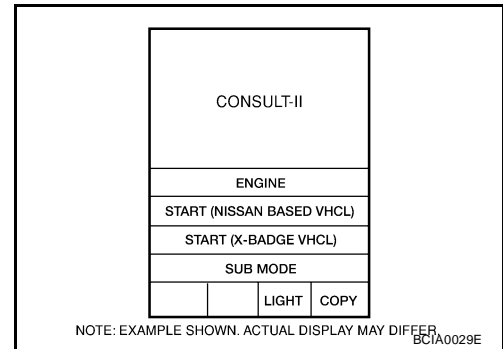 CONSULT-II
ENGINE
START (NISSAN BASED VHCL)
START (X-BADGE VHCL)
SUB MODE
LIGHT COPY
NOTE: EXAMPLE SHOWN. ACTUAL DISPLAY MAY DIFFER.
BCIA0029E